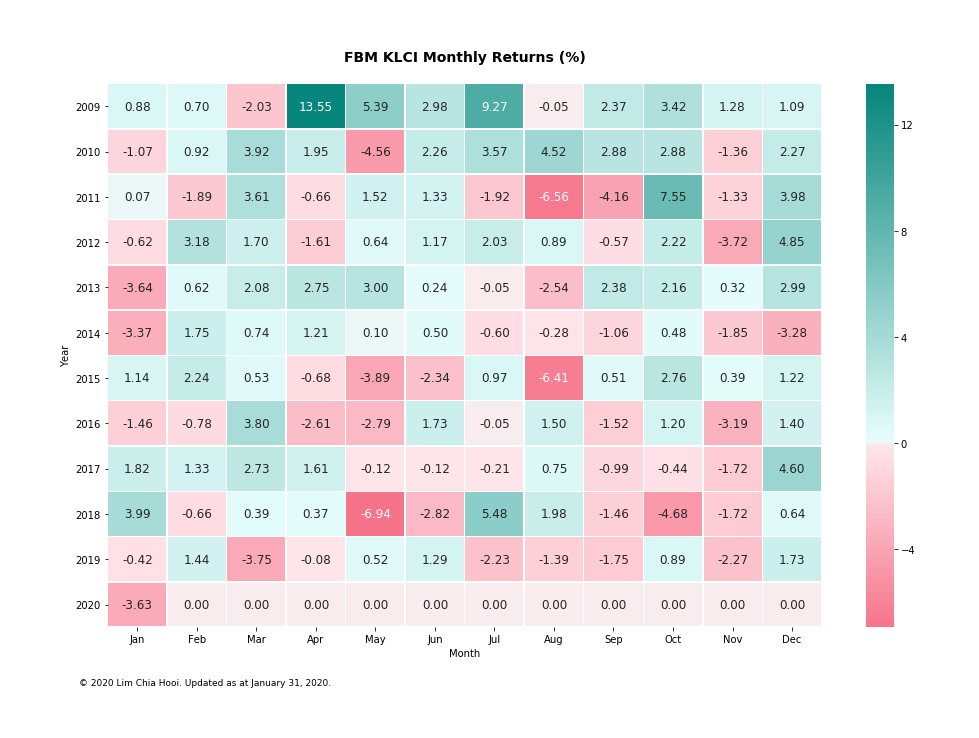 FBM KLCI Monthly Returns (%)
2009 0.88 0.70 -2.03 13.55 5.39 2.98 9.27 -0.05 2.37 3.42 1.28 1.09
2010 -1.07 0.92 3.92 1.95 -4.56 2.26 3.57 4.52 2.88 2.88 -1.36 2.27
2011 0.07 -1.89 3.61 -0.66 1.52 1.33 -1.92 -6.56 -4.16 7.55 -1.33 3.98
2012 -0.62 3.18 1.70 -1.61 0.64 1.17 2.03 0.89 -0.57 2.22 -3.72 4.85
2013 -3.64 0.62 2.08 2.75 3.00 0.24 -0.05 -2.54 2.38 2.16 0.32 2.99
2014 -3.37 1.75 0.74 1.21 0.10 0.50 -0.60 -0.28 -1.06 0.48 -1.85 -3.28
2015 1.14 2.24 0.53 -0.68 -3.89 -2.34 0.97 -6.41 0.51 2.76 0.39 1.22
2016 -1.46 -0.78 3.80 -2.61 -2.79 1.73 -0.05 1.50 -1.52 1.20 -3.19 1.40
2017 1.82 1.33 2.73 1.61 -0.12 -0.12 -0.21 0.75 -0.99 -0.44 -1.72 4.60
2018 3.99 -0.66 0.39 0.37 -6.94 -2.82 5.48 1.98 -1.46 -4.68 -1.72 0.64
2019 -0.42 1.44 -3.75 -0.08 0.52 1.29 -2.23 -1.39 -1.75 0.89 -2.27 1.73
2020 -3.63 0.00 0.00 0.00 0.00 0.00 0.00 0.00 0.00 0.00 0.00 0.00
Jan Feb Mar Apr May Jun Jul Aug Sep Oct Nov Dec
Month
Year
12
8
4
0
−4
© 2020 Lim Chia Hooi. Updated as at January 31, 2020.